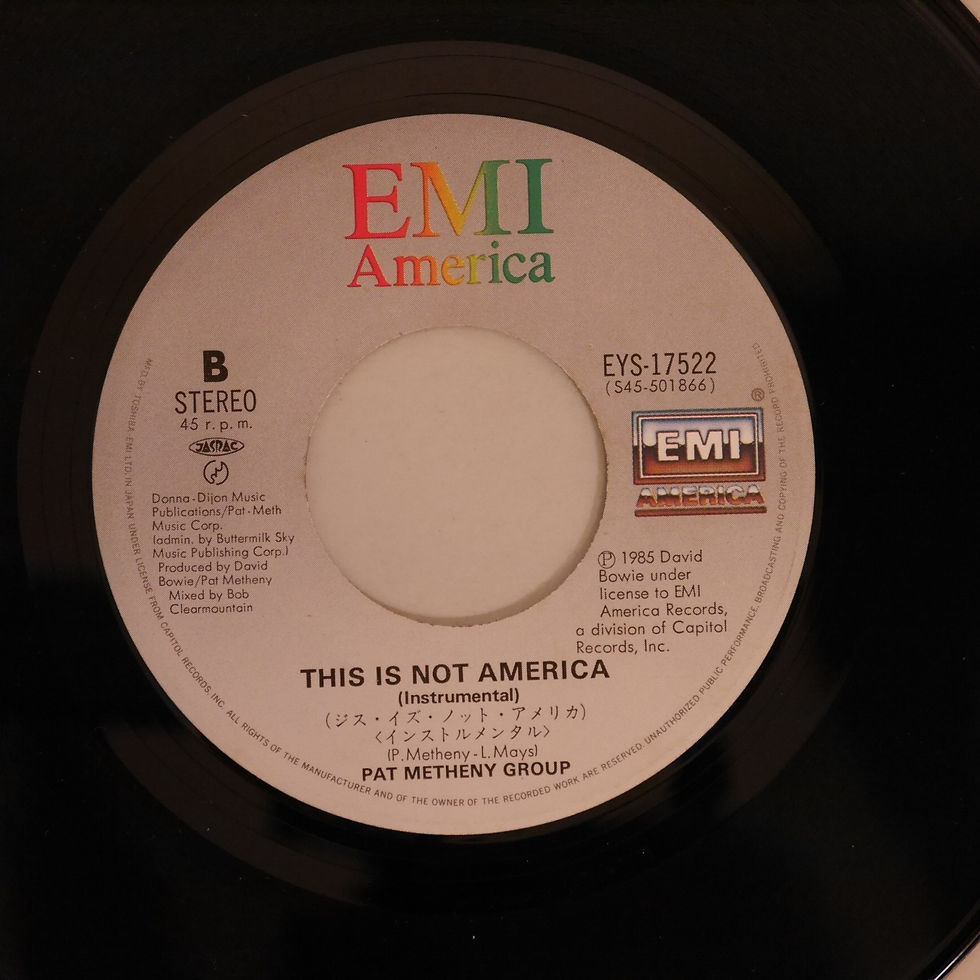 EMI
America
B
STEREO
45 r.p.m.
JASRAC
Donna-Dijon Music
Publications/Pat-Meth
Music Corp.
(admin. by Buttermilk Sky
Music Publishing Corp.)
Produced by David
Bowie/Pat Metheny
Mixed by Bob
Clearmountain
EYS-17522
(S45-501866)
®
EMI
AMERICA
Ⓟ 1985 David
Bowie under
license to EMI
America Records,
a division of Capitol
Records, Inc.
THIS IS NOT AMERICA
(Instrumental)
(ジス・イズ・ノット・アメリカ)
〈インストルメンタル〉
(P.Metheny-L.Mays)
PAT METHENY GROUP
MFD. BY TOSHIBA-EMI LTD. IN JAPAN UNDER LICENSE FROM CAPITOL RECORDS, INC. ALL RIGHTS OF THE MANUFACTURER AND OF THE OWNER OF THE RECORDED WORK ARE RESERVED. UNAUTHORIZED PUBLIC PERFORMANCE, BROADCASTING AND COPYING OF THE RECORD PROHIBITED